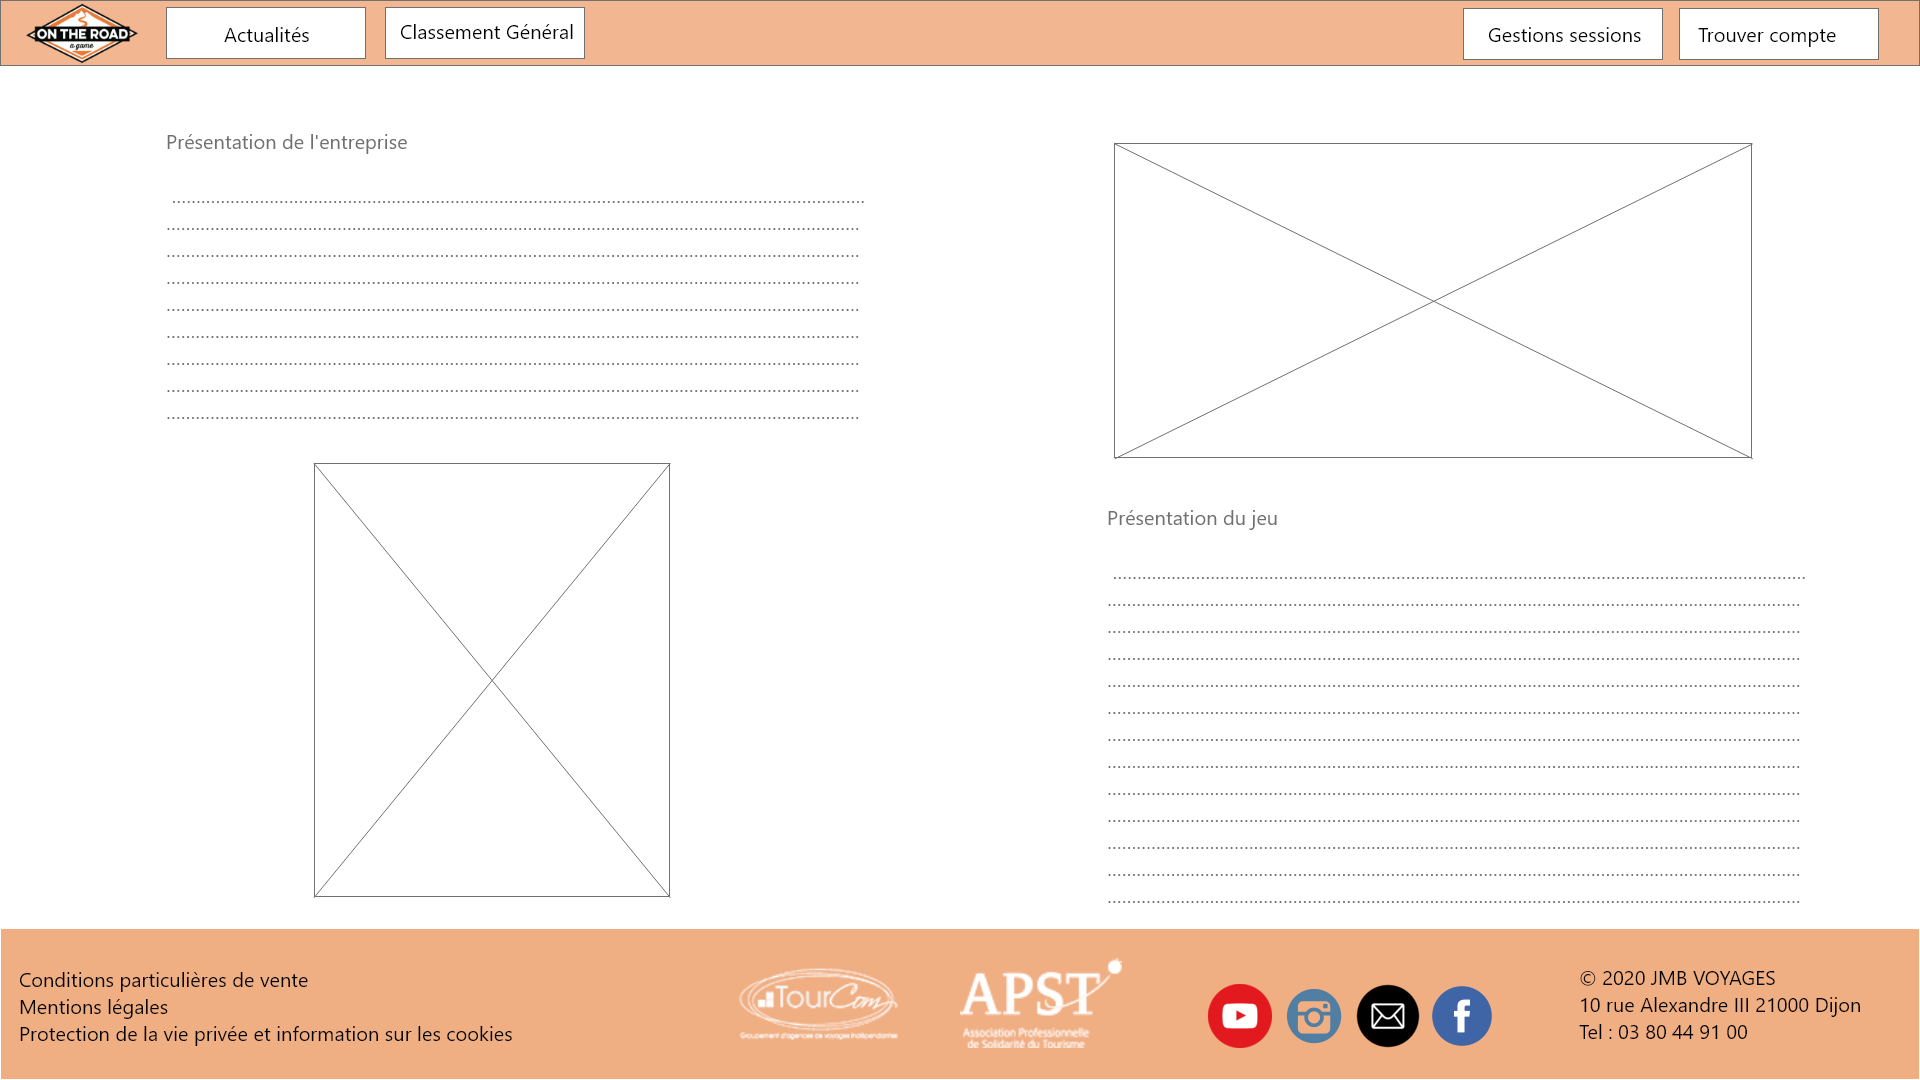 ON THE ROAD
a game
Actualités
Classement Général
Gestions sessions
Trouver compte
Présentation de l'entreprise
Présentation du jeu
Conditions particulières de vente
Mentions légales
Protection de la vie privée et information sur les cookies
TourCom
Groupement d'agences de voyages indépendantes
APST
Association Professionnelle
de Solidarité du Tourisme
© 2020 JMB VOYAGES
10 rue Alexandre III 21000 Dijon
Tel : 03 80 44 91 00